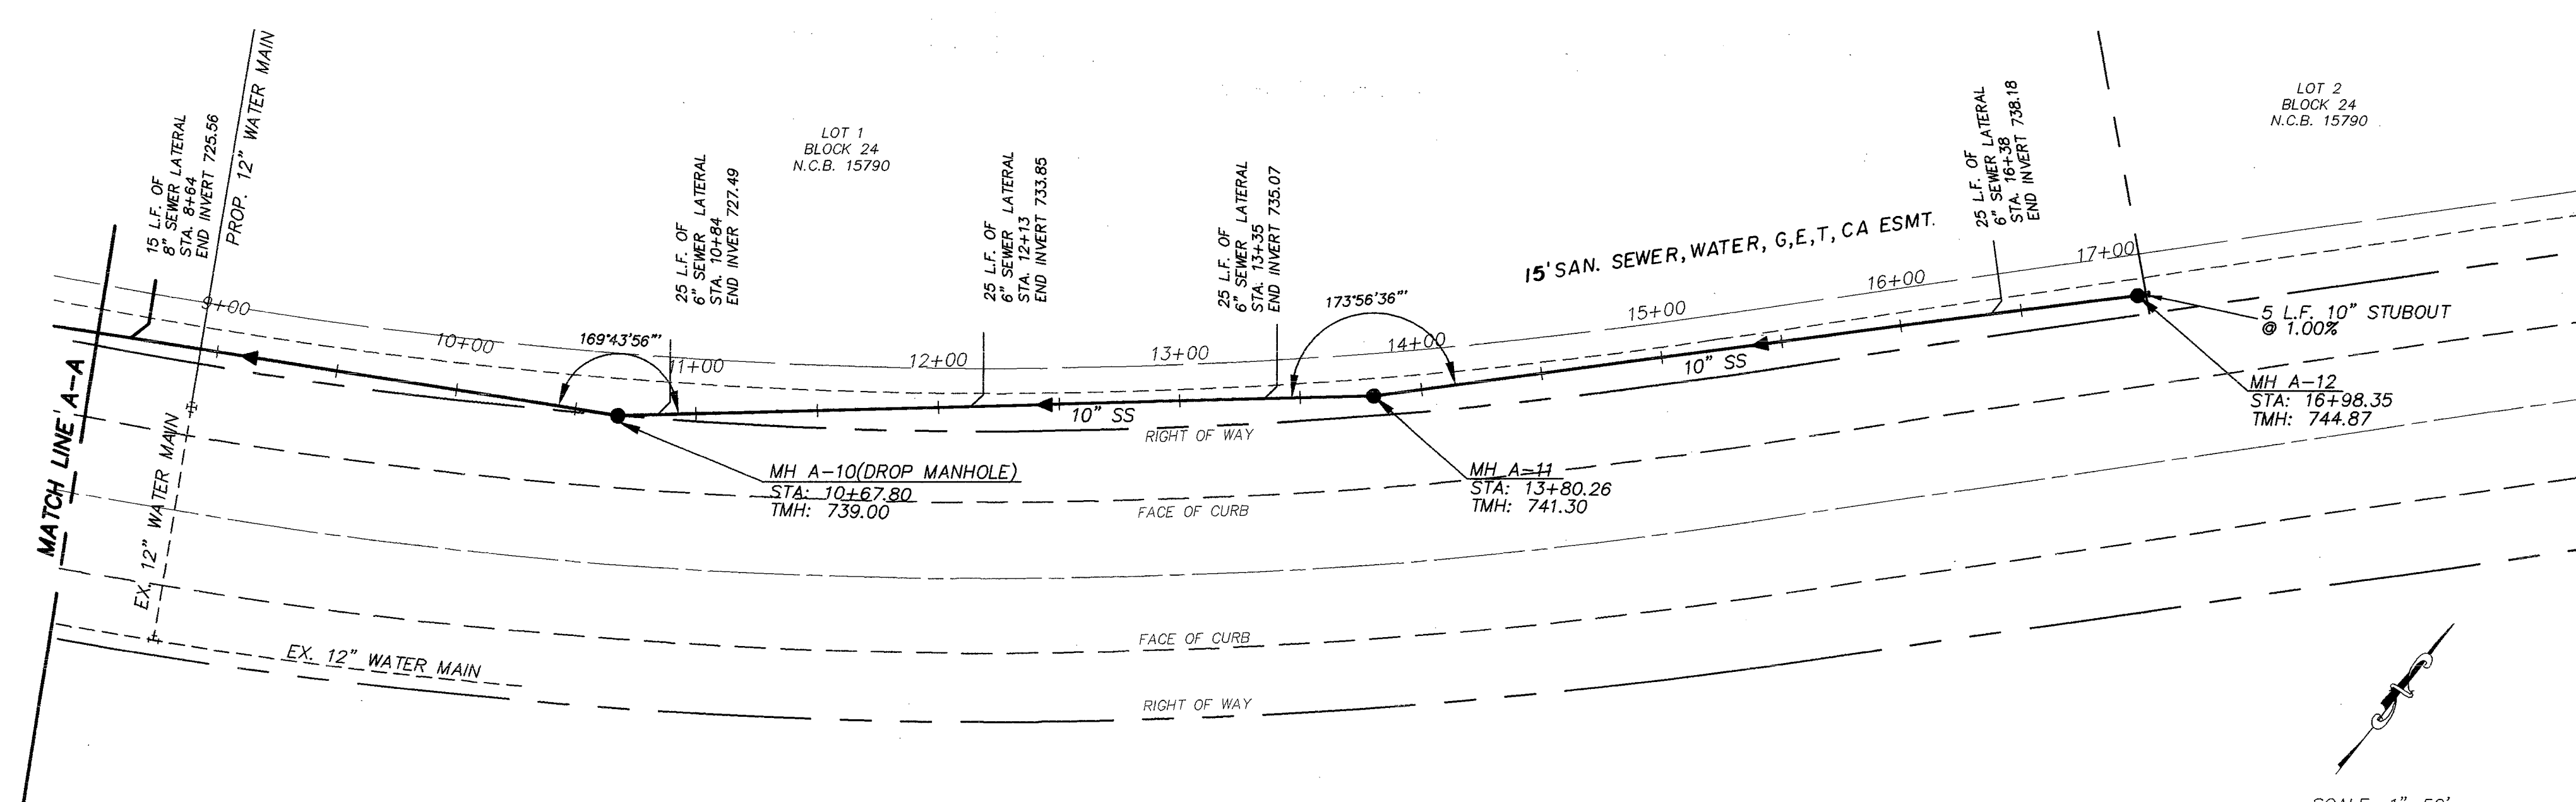 15 L.F. OF
8" SEWER LATERAL
STA. 8+64
END INVERT 725.56
PROP. 12" WATER MAIN
LOT 1
BLOCK 24
N.C.B. 15790
LOT 2
BLOCK 24
N.C.B. 15790
25 L.F. OF
6" SEWER LATERAL
STA. 10+84
END INVER 727.49
25 L.F. OF
6" SEWER LATERAL
STA. 12+13
END INVERT 733.85
25 L.F. OF
6" SEWER LATERAL
STA. 13+35
END INVERT 735.07
25 L.F. OF
6" SEWER LATERAL
STA. 16+38
END INVERT 738.18
15' SAN. SEWER, WATER, G,E,T, CA ESMT.
9+00
10+00
11+00
12+00
13+00
14+00
15+00
16+00
17+00
169°43'56"'
173°56'36"'
10" SS
10" SS
5 L.F. 10" STUBOUT
@ 1.00%
MH A-12
STA: 16+98.35
TMH: 744.87
RIGHT OF WAY
MH A-10(DROP MANHOLE)
STA: 10+67.80
TMH: 739.00
MH A-11
STA: 13+80.26
TMH: 741.30
FACE OF CURB
MATCH LINE 'A-A
EX. 12" WATER MAIN
FACE OF CURB
EX. 12" WATER MAIN
RIGHT OF WAY